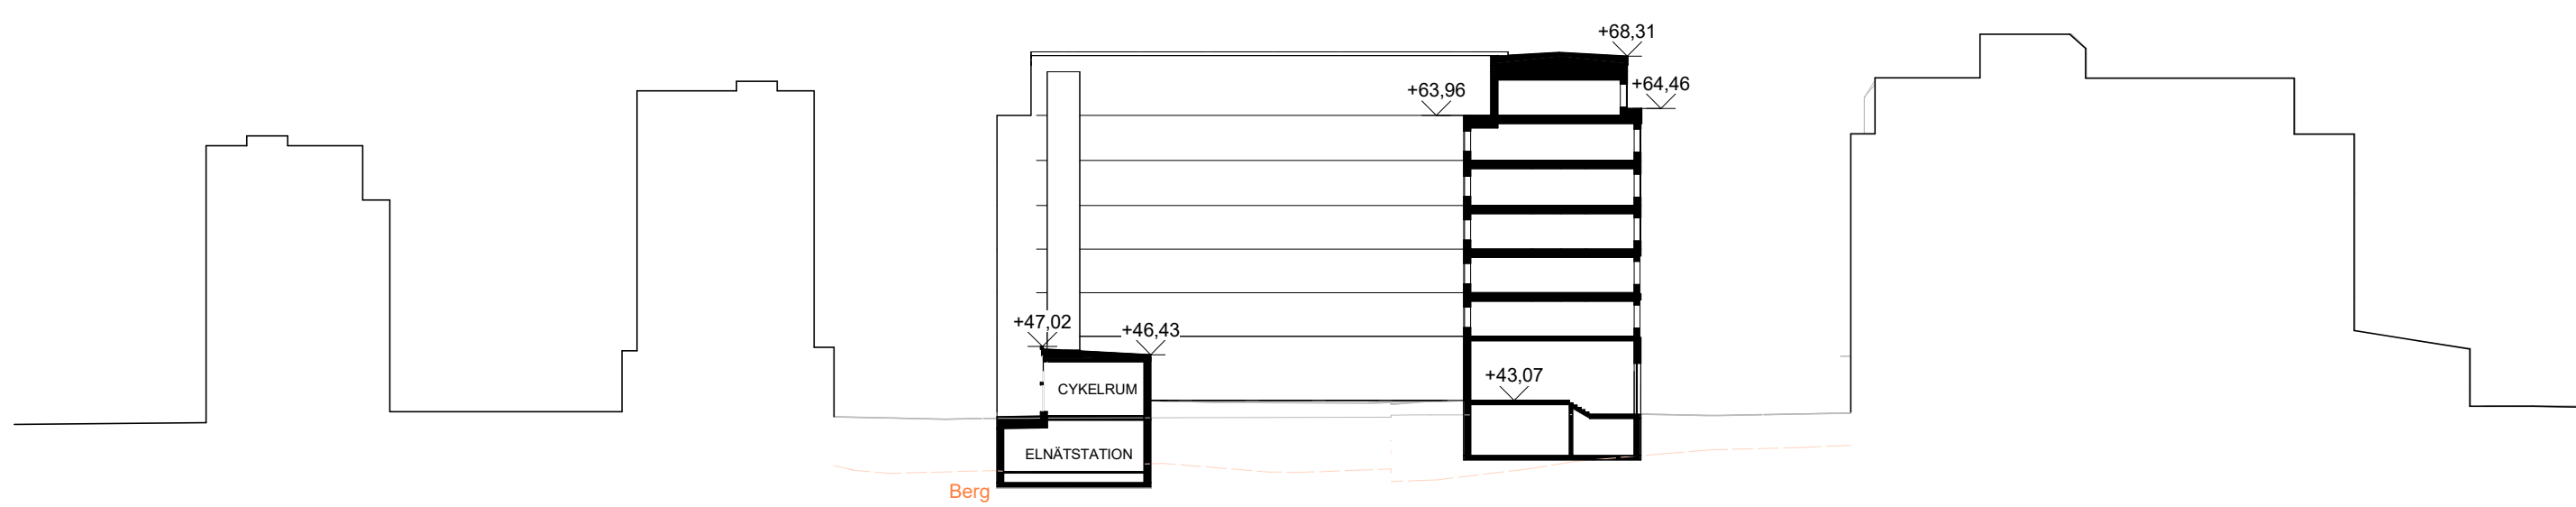 +68,31
+63,96
+64,46
+47,02
+46,43
+43,07
CYKELRUM
ELNÄTSTATION
Berg